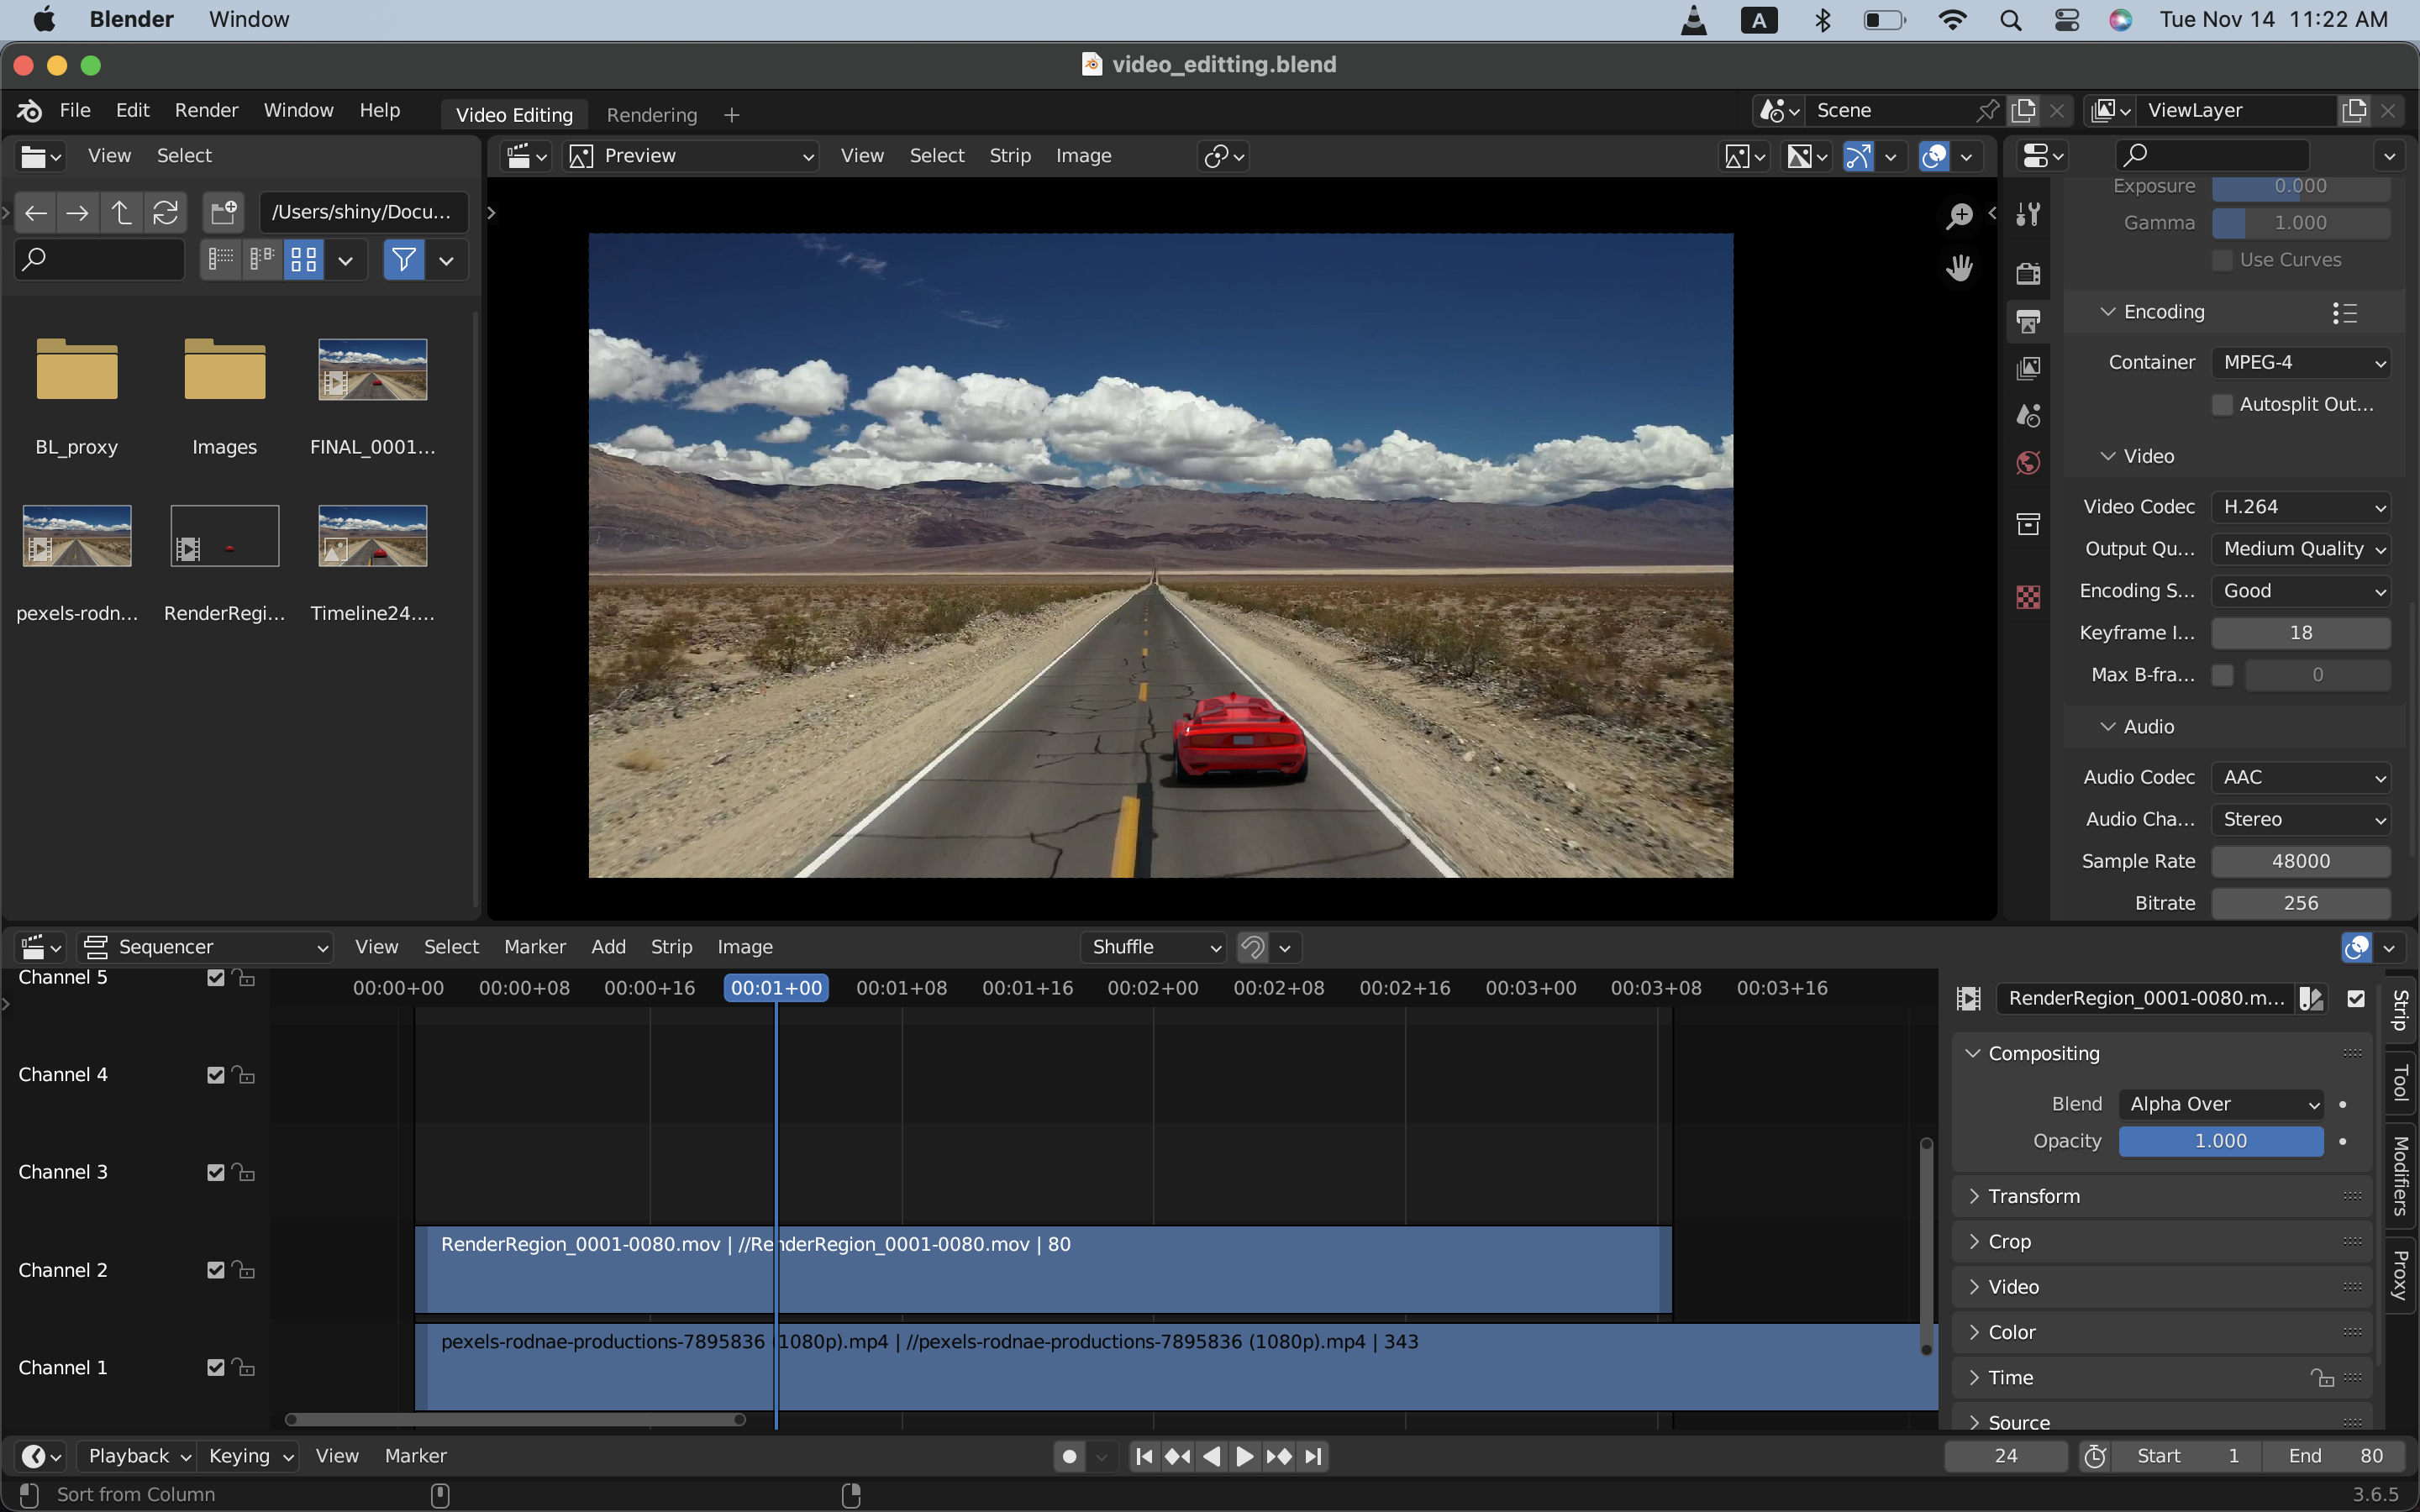 Blender Window A Tue Nov 14 11:22 AM
video_editting.blend
File Edit Render Window Help Video Editing Rendering + Scene ViewLayer
View Select Preview View Select Strip Image
/Users/shiny/Docu...
Exposure 0.000
Gamma 1.000
Use Curves
Encoding
Container MPEG-4
Autosplit Out...
Video
Video Codec H.264
Output Qu... Medium Quality
Encoding S... Good
Keyframe I... 18
Max B-fra... 0
Audio
Audio Codec AAC
Audio Cha... Stereo
Sample Rate 48000
Bitrate 256
BL_proxy Images FINAL_0001...
pexels-rodn... RenderRegi... Timeline24....
Sequencer View Select Marker Add Strip Image Shuffle
00:00+00 00:00+08 00:00+16 00:01+00 00:01+08 00:01+16 00:02+00 00:02+08 00:02+16 00:03+00 00:03+08 00:03+16
Channel 5
Channel 4
Channel 3
Channel 2
Channel 1
RenderRegion_0001-0080.mov | //RenderRegion_0001-0080.mov | 80
pexels-rodnae-productions-7895836 (1080p).mp4 | //pexels-rodnae-productions-7895836 (1080p).mp4 | 343
RenderRegion_0001-0080.m...
Compositing
Blend Alpha Over
Opacity 1.000
Transform
Crop
Video
Color
Time
Source
Strip
Tool
Modifiers
Proxy
Playback Keying View Marker 24 Start 1 End 80
Sort from Column 3.6.5